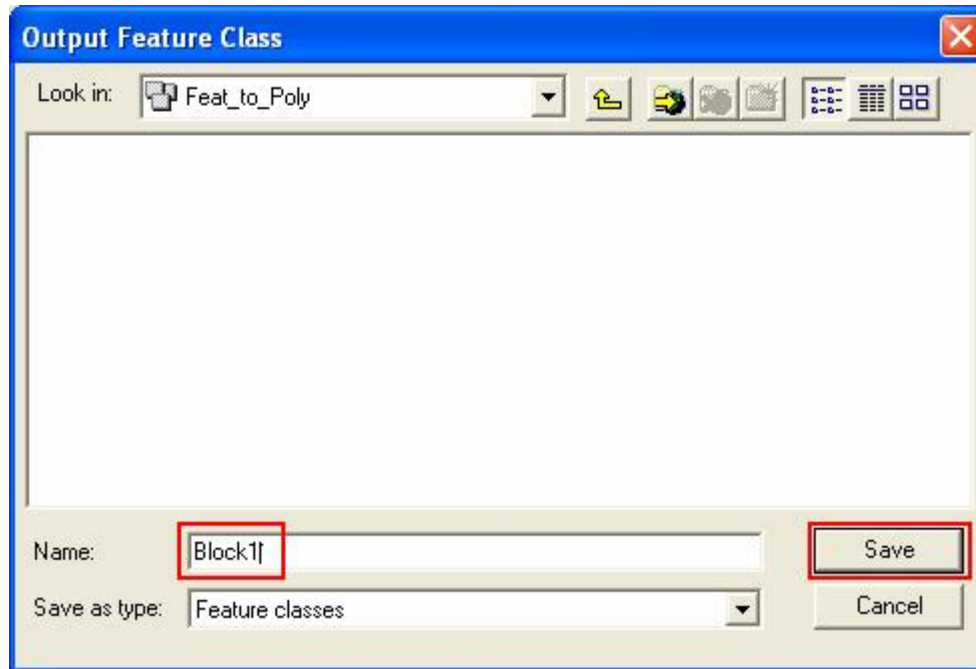 Output Feature Class
Look in: Feat_to_Poly
Name: Block1
Save
Save as type: Feature classes
Cancel